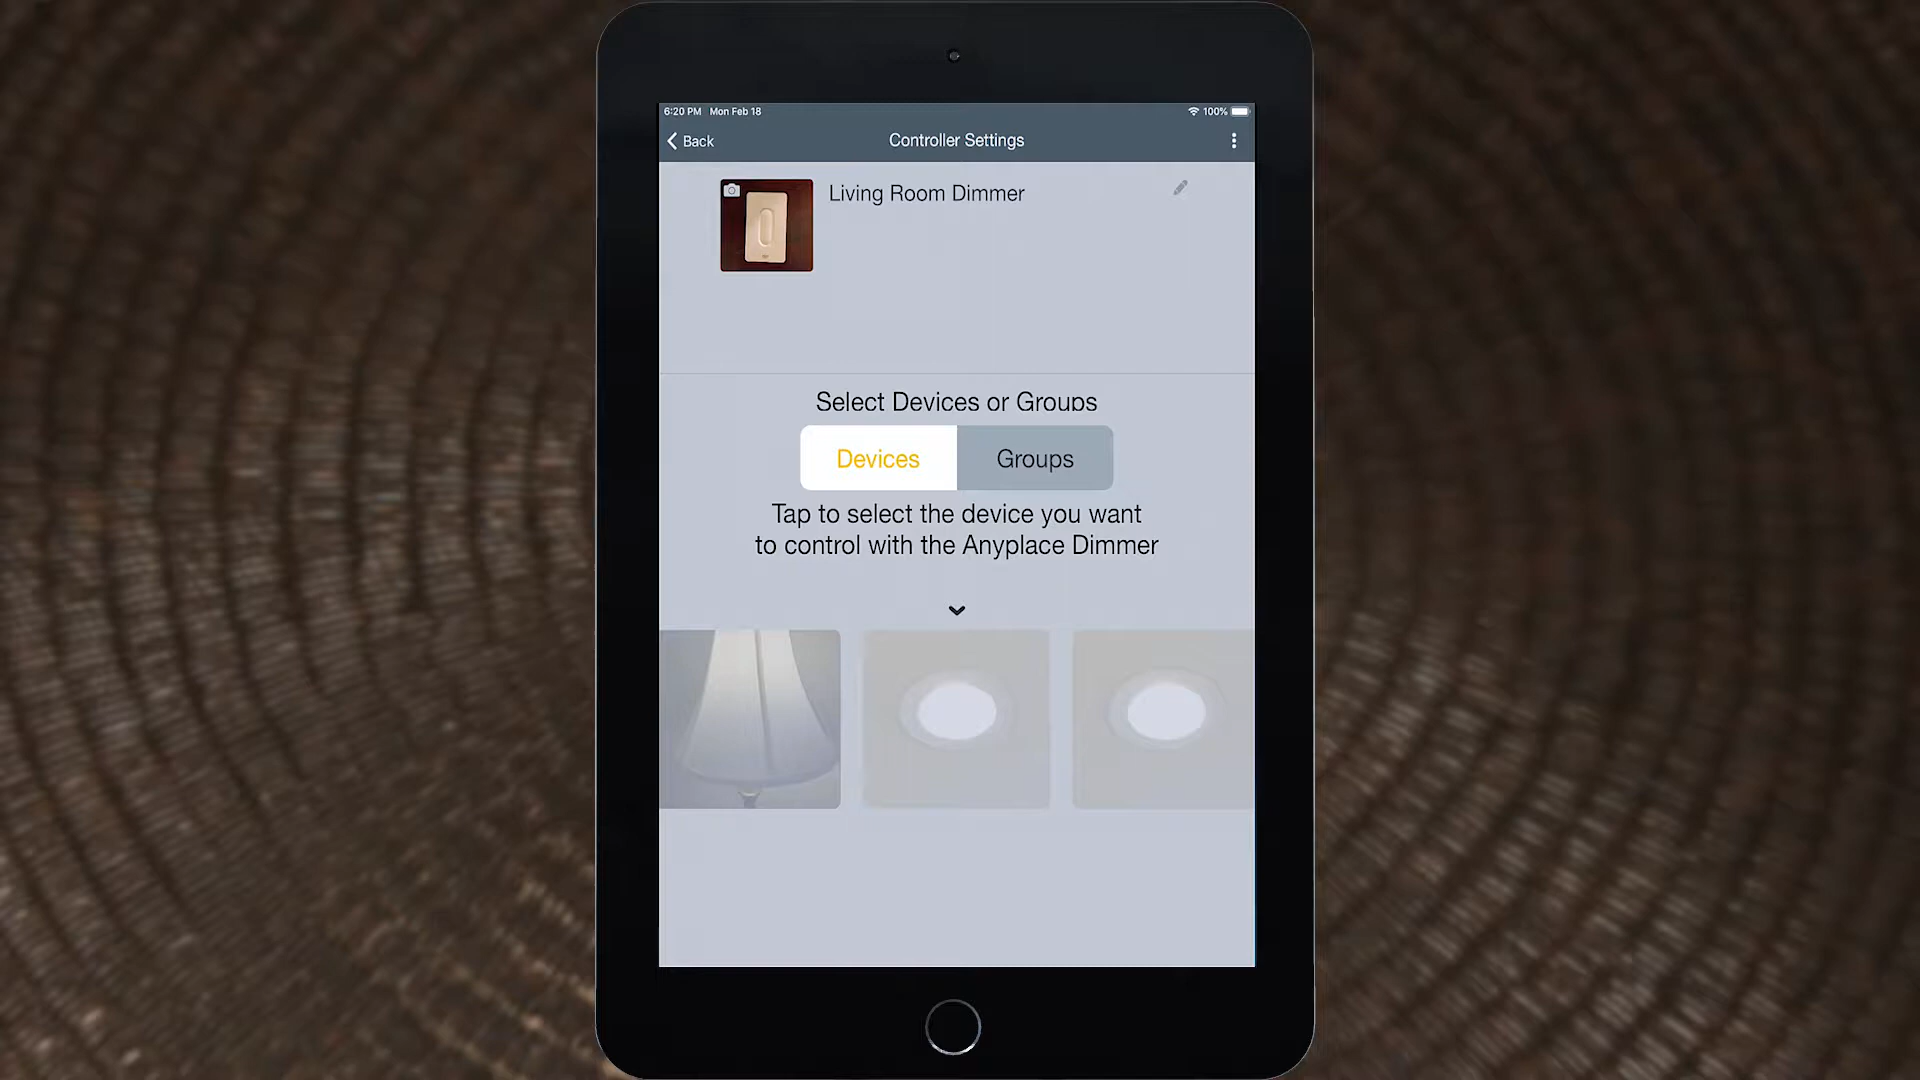 6:20 PM Mon Feb 18 100%
Back Controller Settings
Living Room Dimmer
Select Devices or Groups
Devices Groups
Tap to select the device you want
to control with the Anyplace Dimmer